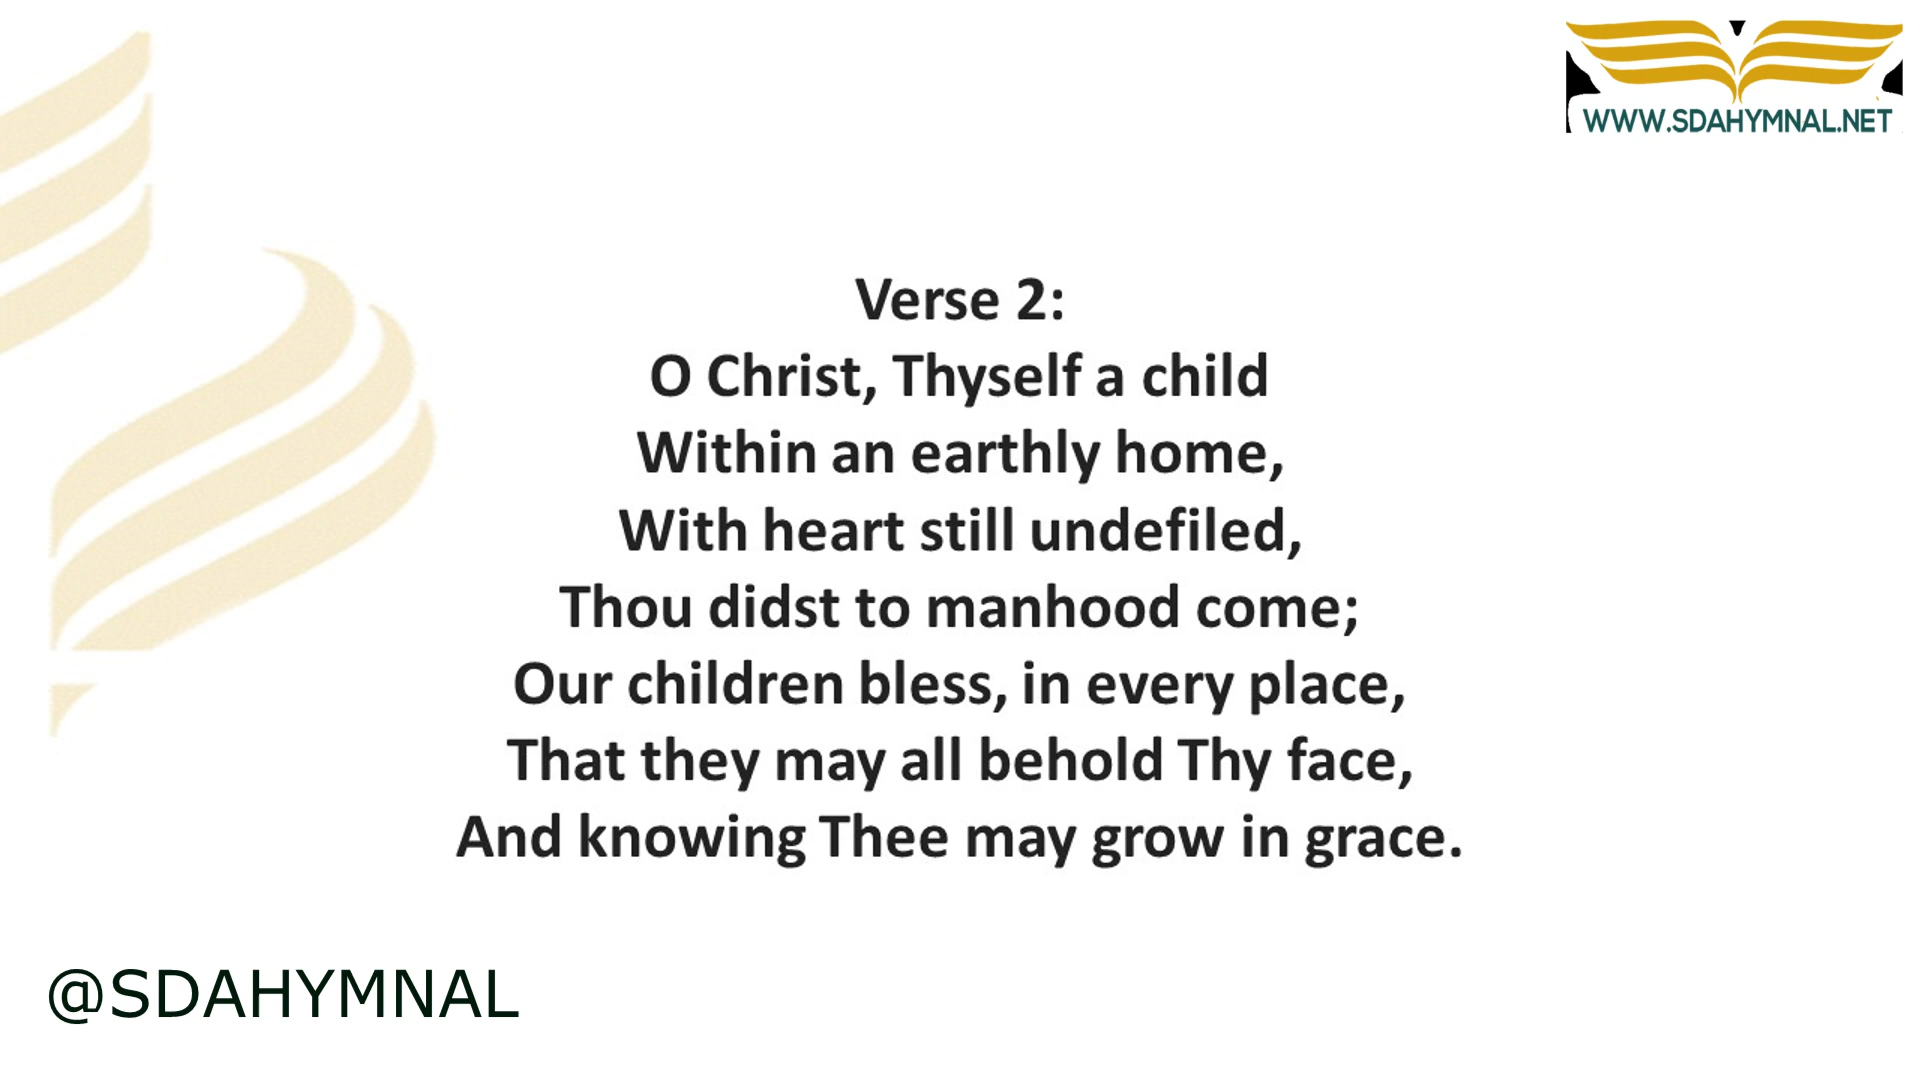 WWW.SDAHYMNAL.NET
Verse 2:
O Christ, Thyself a child
Within an earthly home,
With heart still undefiled,
Thou didst to manhood come;
Our children bless, in every place,
That they may all behold Thy face,
And knowing Thee may grow in grace.
@SDAHYMNAL